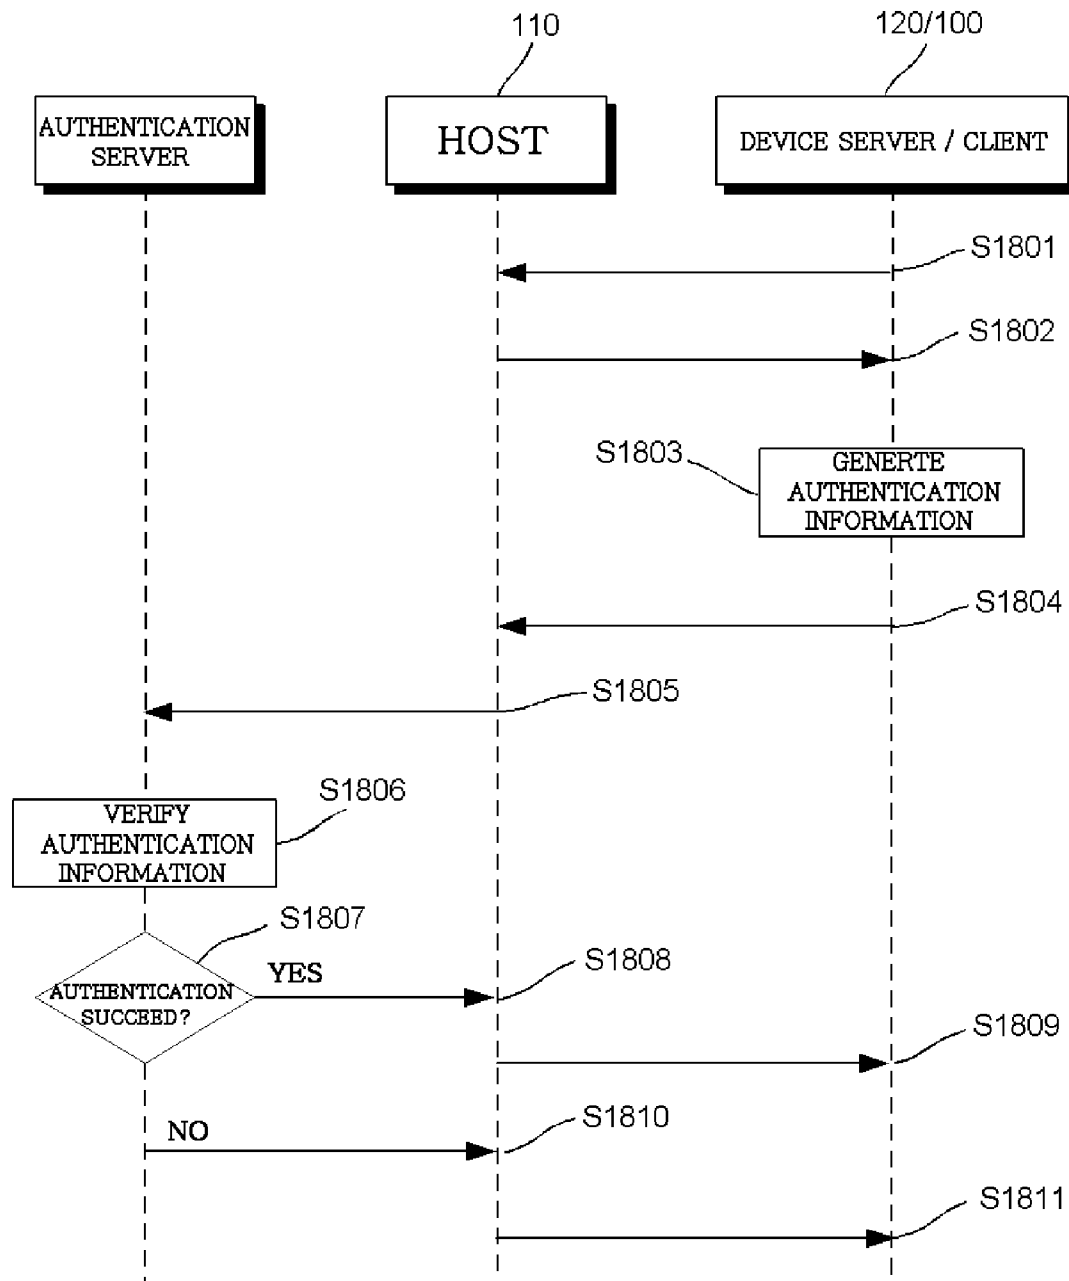 110
120/100
AUTHENTICATION
SERVER
HOST
DEVICE SERVER / CLIENT
S1801
S1802
S1803
GENERTE
AUTHENTICATION
INFORMATION
S1804
S1805
S1806
VERIFY
AUTHENTICATION
INFORMATION
S1807
YES
S1808
AUTHENTICATION
SUCCEED?
S1809
NO
S1810
S1811